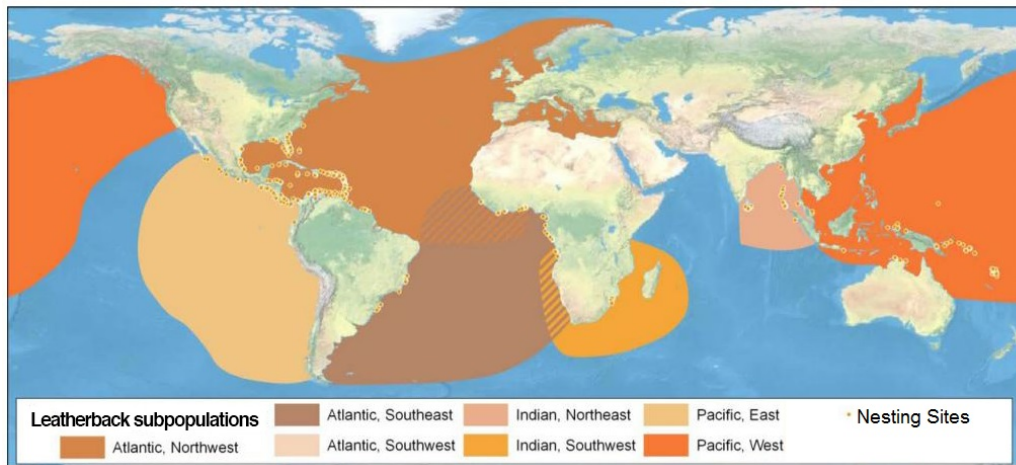 Leatherback subpopulations
Atlantic, Northwest
Atlantic, Southeast
Atlantic, Southwest
Indian, Northeast
Indian, Southwest
Pacific, East
Pacific, West
Nesting Sites